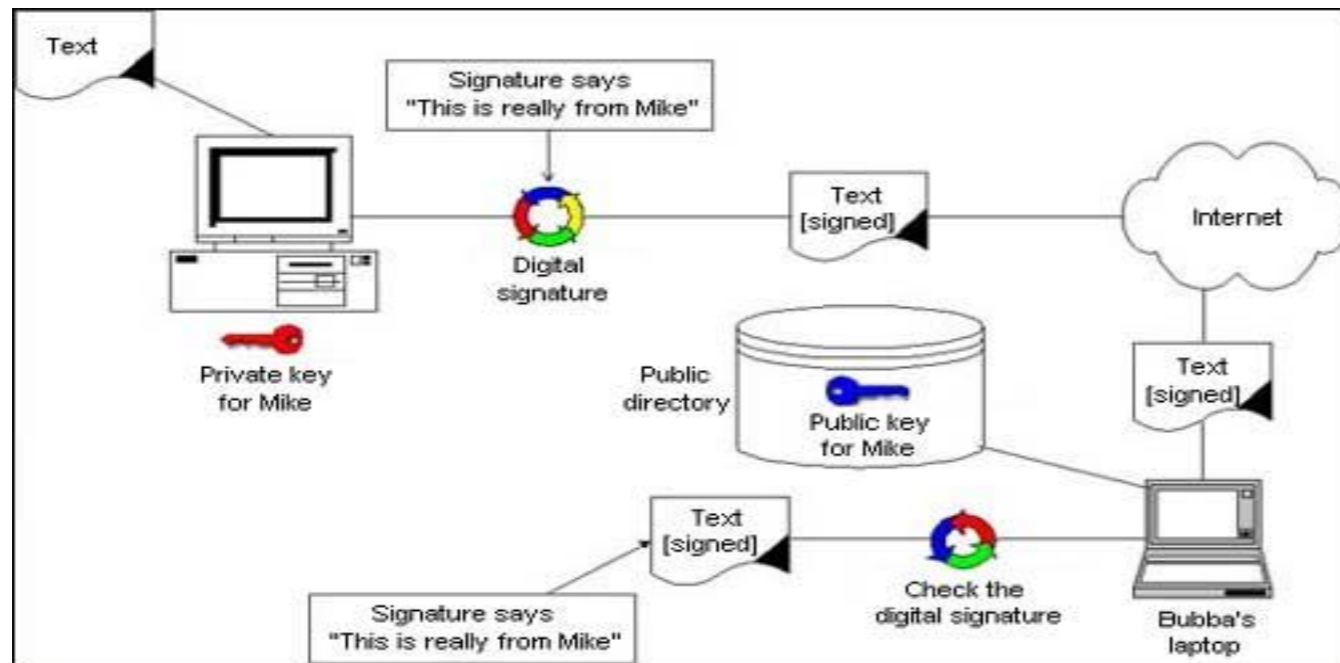 Text
Signature says
"This is really from Mike"
Digital
signature
Text
[signed]
Internet
Private key
for Mike
Public
directory
Public key
for Mike
Text
[signed]
Text
[signed]
Check the
digital signature
Bubba's
laptop
Signature says
"This is really from Mike"